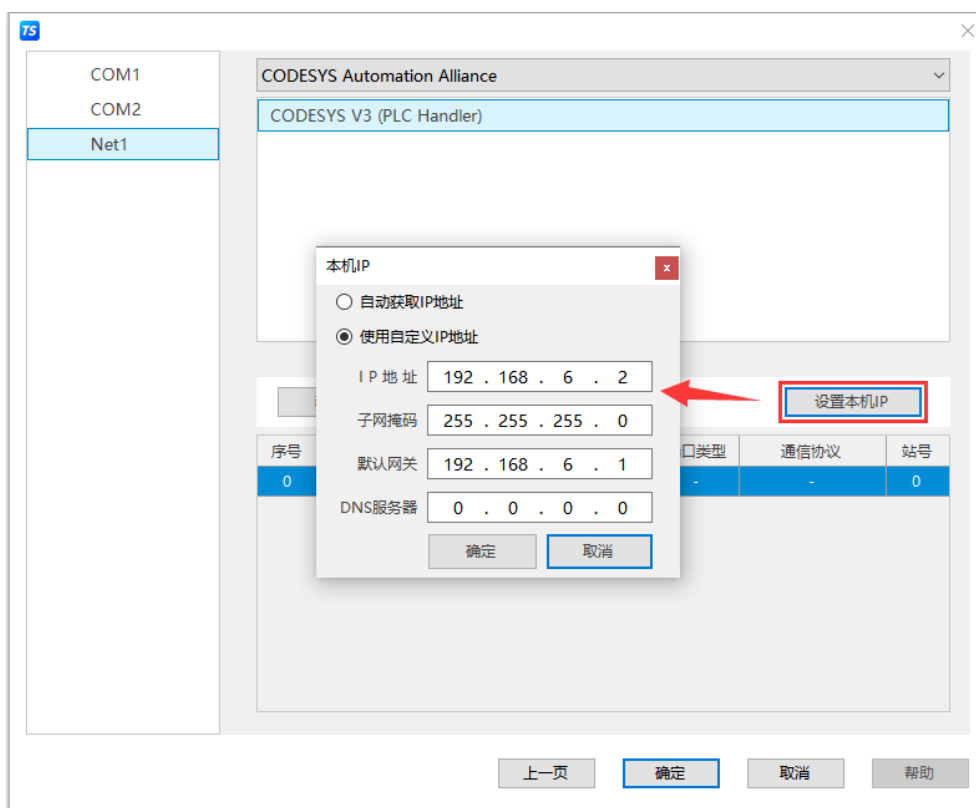 TS
COM1
COM2
Net1
CODESYS Automation Alliance
CODESYS V3 (PLC Handler)
本机IP
x
自动获取IP地址
使用自定义IP地址
IP地址 192 . 168 . 6 . 2
子网掩码 255 . 255 . 255 . 0
默认网关 192 . 168 . 6 . 1
DNS服务器 0 . 0 . 0 . 0
确定 取消
设置本机IP
序号 口类型 通信协议 站号
0 - - 0
上一页 确定 取消 帮助